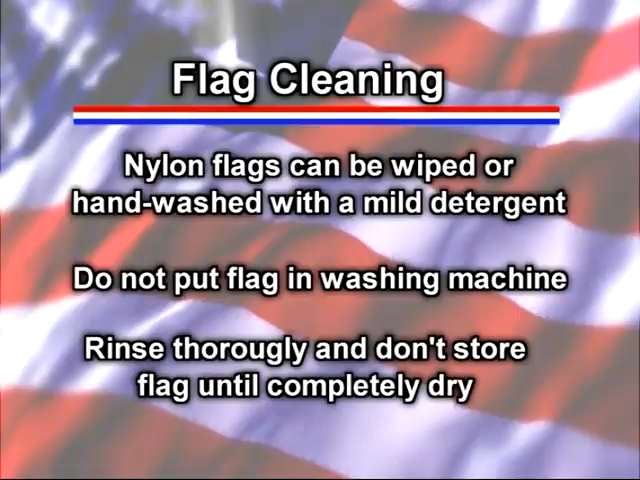 Flag Cleaning
Nylon flags can be wiped or
hand-washed with a mild detergent
Do not put flag in washing machine
Rinse thorougly and don't store
flag until completely dry